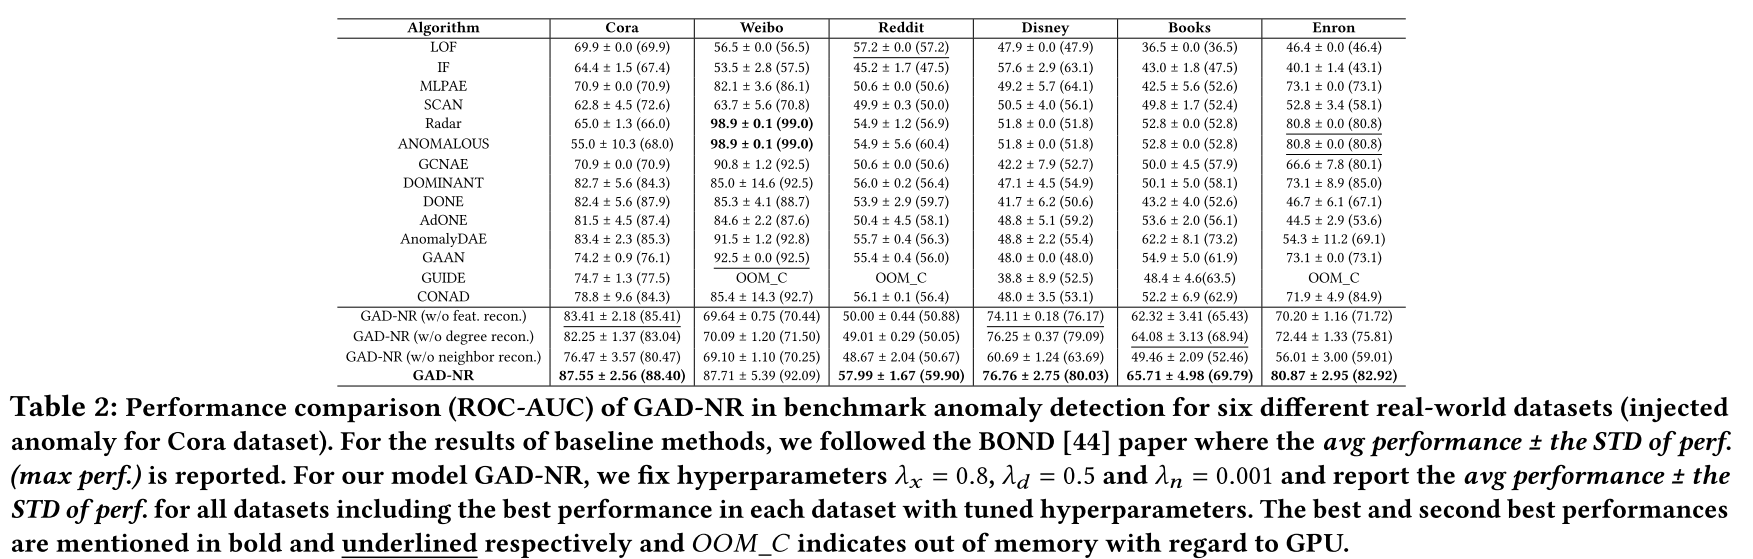 Algorithm Cora Weibo Reddit Disney Books Enron
LOF 69.9 ± 0.0 (69.9) 56.5 ± 0.0 (56.5) 57.2 ± 0.0 (57.2) 47.9 ± 0.0 (47.9) 36.5 ± 0.0 (36.5) 46.4 ± 0.0 (46.4)
IF 64.4 ± 1.5 (67.4) 53.5 ± 2.8 (57.5) 45.2 ± 1.7 (47.5) 57.6 ± 2.9 (63.1) 43.0 ± 1.8 (47.5) 40.1 ± 1.4 (43.1)
MLPAE 70.9 ± 0.0 (70.9) 82.1 ± 3.6 (86.1) 50.6 ± 0.0 (50.6) 49.2 ± 5.7 (64.1) 42.5 ± 5.6 (52.6) 73.1 ± 0.0 (73.1)
SCAN 62.8 ± 4.5 (72.6) 63.7 ± 5.6 (70.8) 49.9 ± 0.3 (50.0) 50.5 ± 4.0 (56.1) 49.8 ± 1.7 (52.4) 52.8 ± 3.4 (58.1)
Radar 65.0 ± 1.3 (66.0) 98.9 ± 0.1 (99.0) 54.9 ± 1.2 (56.9) 51.8 ± 0.0 (51.8) 52.8 ± 0.0 (52.8) 80.8 ± 0.0 (80.8)
ANOMALOUS 55.0 ± 10.3 (68.0) 98.9 ± 0.1 (99.0) 54.9 ± 5.6 (60.4) 51.8 ± 0.0 (51.8) 52.8 ± 0.0 (52.8) 80.8 ± 0.0 (80.8)
GCNAE 70.9 ± 0.0 (70.9) 90.8 ± 1.2 (92.5) 50.6 ± 0.0 (50.6) 42.2 ± 7.9 (52.7) 50.0 ± 4.5 (57.9) 66.6 ± 7.8 (80.1)
DOMINANT 82.7 ± 5.6 (84.3) 85.0 ± 14.6 (92.5) 56.0 ± 0.2 (56.4) 47.1 ± 4.5 (54.9) 50.1 ± 5.0 (58.1) 73.1 ± 8.9 (85.0)
DONE 82.4 ± 5.6 (87.9) 85.3 ± 4.1 (88.7) 53.9 ± 2.9 (59.7) 41.7 ± 6.2 (50.6) 43.2 ± 4.0 (52.6) 46.7 ± 6.1 (67.1)
AdONE 81.5 ± 4.5 (87.4) 84.6 ± 2.2 (87.6) 50.4 ± 4.5 (58.1) 48.8 ± 5.1 (59.2) 53.6 ± 2.0 (56.1) 44.5 ± 2.9 (53.6)
AnomalyDAE 83.4 ± 2.3 (85.3) 91.5 ± 1.2 (92.8) 55.7 ± 0.4 (56.3) 48.8 ± 2.2 (55.4) 62.2 ± 8.1 (73.2) 54.3 ± 11.2 (69.1)
GAAN 74.2 ± 0.9 (76.1) 92.5 ± 0.0 (92.5) 55.4 ± 0.4 (56.0) 48.0 ± 0.0 (48.0) 54.9 ± 5.0 (61.9) 73.1 ± 0.0 (73.1)
GUIDE 74.7 ± 1.3 (77.5) OOM_C OOM_C 38.8 ± 8.9 (52.5) 48.4 ± 4.6(63.5) OOM_C
CONAD 78.8 ± 9.6 (84.3) 85.4 ± 14.3 (92.7) 56.1 ± 0.1 (56.4) 48.0 ± 3.5 (53.1) 52.2 ± 6.9 (62.9) 71.9 ± 4.9 (84.9)
GAD-NR (w/o feat. recon.) 83.41 ± 2.18 (85.41) 69.64 ± 0.75 (70.44) 50.00 ± 0.44 (50.88) 74.11 ± 0.18 (76.17) 62.32 ± 3.41 (65.43) 70.20 ± 1.16 (71.72)
GAD-NR (w/o degree recon.) 82.25 ± 1.37 (83.04) 70.09 ± 1.20 (71.50) 49.01 ± 0.29 (50.05) 76.25 ± 0.37 (79.09) 64.08 ± 3.13 (68.94) 72.44 ± 1.33 (75.81)
GAD-NR (w/o neighbor recon.) 76.47 ± 3.57 (80.47) 69.10 ± 1.10 (70.25) 48.67 ± 2.04 (50.67) 60.69 ± 1.24 (63.69) 49.46 ± 2.09 (52.46) 56.01 ± 3.00 (59.01)
GAD-NR 87.55 ± 2.56 (88.40) 87.71 ± 5.39 (92.09) 57.99 ± 1.67 (59.90) 76.76 ± 2.75 (80.03) 65.71 ± 4.98 (69.79) 80.87 ± 2.95 (82.92)
Table 2: Performance comparison (ROC-AUC) of GAD-NR in benchmark anomaly detection for six different real-world datasets (injected
anomaly for Cora dataset). For the results of baseline methods, we followed the BOND [44] paper where the avg performance ± the STD of perf.
(max perf.) is reported. For our model GAD-NR, we fix hyperparameters λx = 0.8, λd = 0.5 and λn = 0.001 and report the avg performance ± the
STD of perf. for all datasets including the best performance in each dataset with tuned hyperparameters. The best and second best performances
are mentioned in bold and underlined respectively and OOM_C indicates out of memory with regard to GPU.